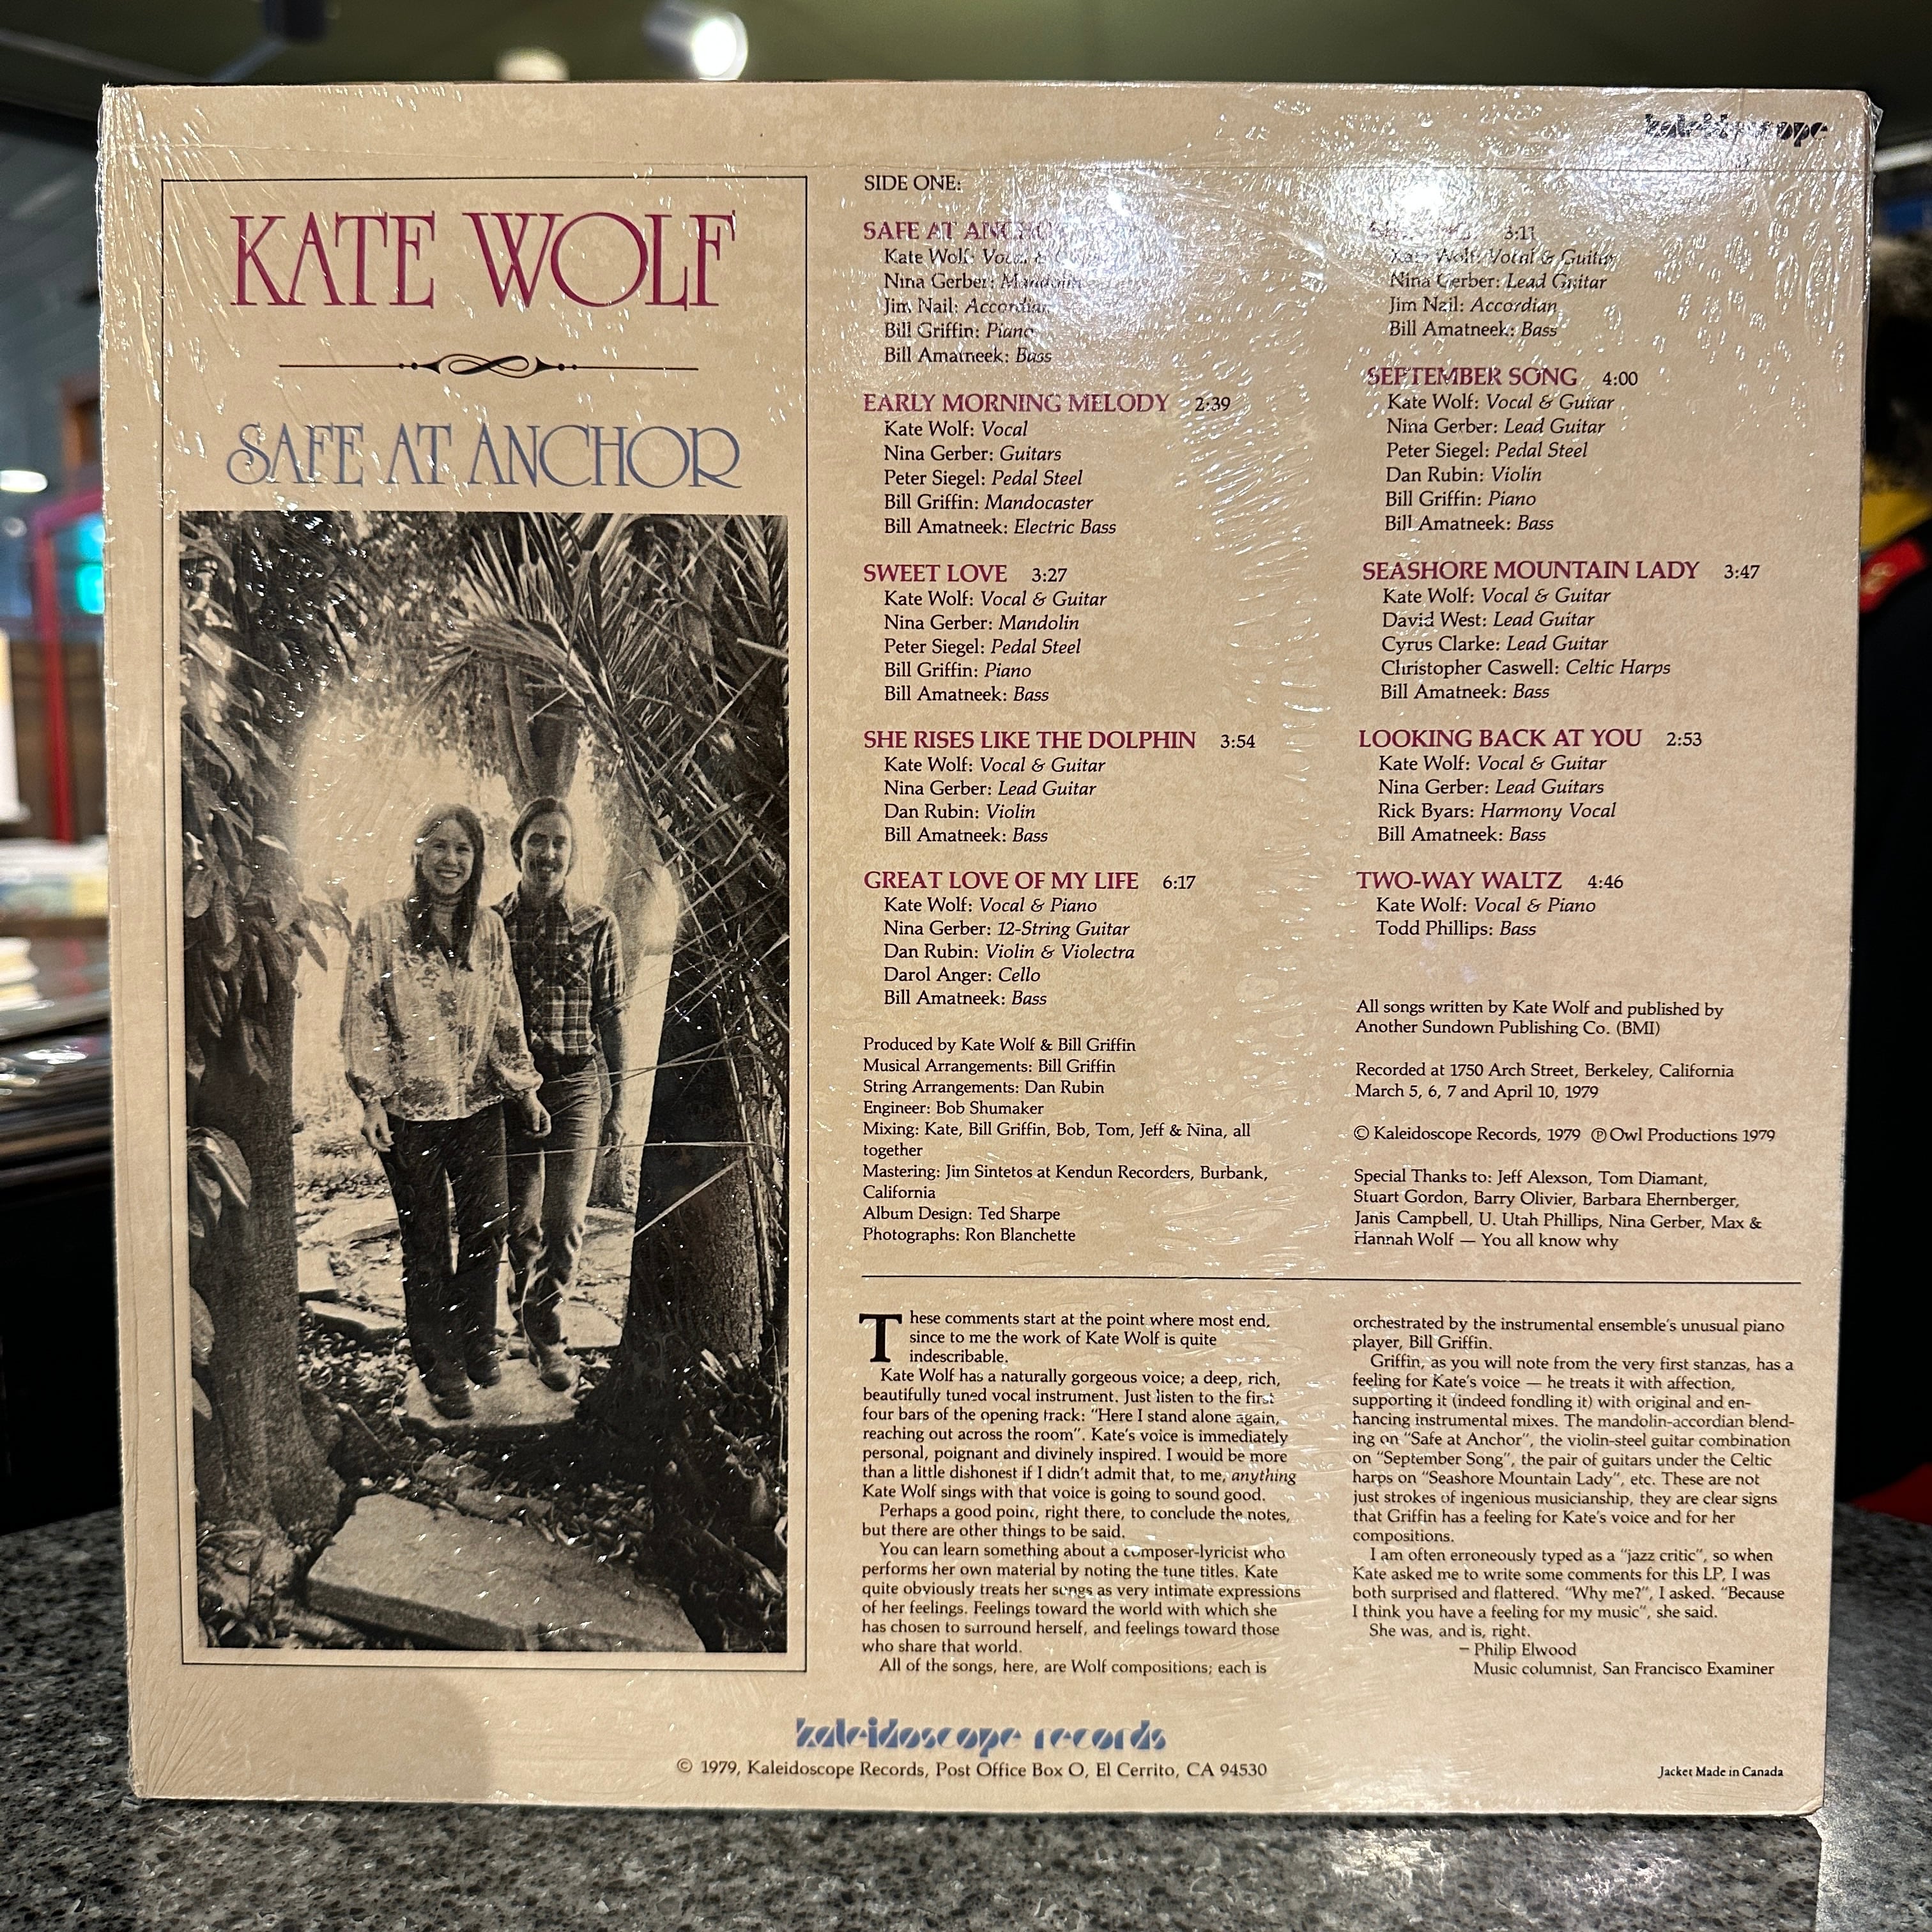 kaleidoscope
KATE WOLF
SAFE AT ANCHOR
SIDE ONE:
SAFE AT ANCHOR
Kate Wolf: Vocal &
Nina Gerber: Mandolin
Jim Nail: Accordian
Bill Griffin: Piano
Bill Amatneek: Bass
EARLY MORNING MELODY 2:39
Kate Wolf: Vocal
Nina Gerber: Guitars
Peter Siegel: Pedal Steel
Bill Griffin: Mandocaster
Bill Amatneek: Electric Bass
SWEET LOVE 3:27
Kate Wolf: Vocal & Guitar
Nina Gerber: Mandolin
Peter Siegel: Pedal Steel
Bill Griffin: Piano
Bill Amatneek: Bass
SHE RISES LIKE THE DOLPHIN 3:54
Kate Wolf: Vocal & Guitar
Nina Gerber: Lead Guitar
Dan Rubin: Violin
Bill Amatneek: Bass
GREAT LOVE OF MY LIFE 6:17
Kate Wolf: Vocal & Piano
Nina Gerber: 12-String Guitar
Dan Rubin: Violin & Violectra
Darol Anger: Cello
Bill Amatneek: Bass
Produced by Kate Wolf & Bill Griffin
Musical Arrangements: Bill Griffin
String Arrangements: Dan Rubin
Engineer: Bob Shumaker
Mixing: Kate, Bill Griffin, Bob, Tom, Jeff & Nina, all
together
Mastering: Jim Sintetos at Kendun Recorders, Burbank,
California
Album Design: Ted Sharpe
Photographs: Ron Blanchette
3:11
Kate Wolf: Vocal & Guitar
Nina Gerber: Lead Guitar
Jim Nail: Accordian
Bill Amatneek: Bass
SEPTEMBER SONG 4:00
Kate Wolf: Vocal & Guitar
Nina Gerber: Lead Guitar
Peter Siegel: Pedal Steel
Dan Rubin: Violin
Bill Griffin: Piano
Bill Amatneek: Bass
SEASHORE MOUNTAIN LADY 3:47
Kate Wolf: Vocal & Guitar
David West: Lead Guitar
Cyrus Clarke: Lead Guitar
Christopher Caswell: Celtic Harps
Bill Amatneek: Bass
LOOKING BACK AT YOU 2:53
Kate Wolf: Vocal & Guitar
Nina Gerber: Lead Guitars
Rick Byars: Harmony Vocal
Bill Amatneek: Bass
TWO-WAY WALTZ 4:46
Kate Wolf: Vocal & Piano
Todd Phillips: Bass
All songs written by Kate Wolf and published by
Another Sundown Publishing Co. (BMI)
Recorded at 1750 Arch Street, Berkeley, California
March 5, 6, 7 and April 10, 1979
© Kaleidoscope Records, 1979 ℗ Owl Productions 1979
Special Thanks to: Jeff Alexson, Tom Diamant,
Stuart Gordon, Barry Olivier, Barbara Ehernberger,
Janis Campbell, U. Utah Phillips, Nina Gerber, Max &
Hannah Wolf — You all know why
These comments start at the point where most end,
since to me the work of Kate Wolf is quite
indescribable.
Kate Wolf has a naturally gorgeous voice; a deep, rich,
beautifully tuned vocal instrument. Just listen to the first
four bars of the opening track: "Here I stand alone again,
reaching out across the room". Kate's voice is immediately
personal, poignant and divinely inspired. I would be more
than a little dishonest if I didn't admit that, to me, anything
Kate Wolf sings with that voice is going to sound good.
Perhaps a good point, right there, to conclude the notes,
but there are other things to be said.
You can learn something about a composer-lyricist who
performs her own material by noting the tune titles. Kate
quite obviously treats her songs as very intimate expressions
of her feelings. Feelings toward the world with which she
has chosen to surround herself, and feelings toward those
who share that world.
All of the songs, here, are Wolf compositions; each is
orchestrated by the instrumental ensemble's unusual piano
player, Bill Griffin.
Griffin, as you will note from the very first stanzas, has a
feeling for Kate's voice — he treats it with affection,
supporting it (indeed fondling it) with original and en-
hancing instrumental mixes. The mandolin-accordian blend-
ing on "Safe at Anchor", the violin-steel guitar combination
on "September Song", the pair of guitars under the Celtic
harps on "Seashore Mountain Lady", etc. These are not
just strokes of ingenious musicianship, they are clear signs
that Griffin has a feeling for Kate's voice and for her
compositions.
I am often erroneously typed as a "jazz critic", so when
Kate asked me to write some comments for this LP, I was
both surprised and flattered. "Why me?", I asked. "Because
I think you have a feeling for my music", she said.
She was, and is, right.
— Philip Elwood
Music columnist, San Francisco Examiner
kaleidoscope records
© 1979, Kaleidoscope Records, Post Office Box O, El Cerrito, CA 94530
Jacket Made in Canada